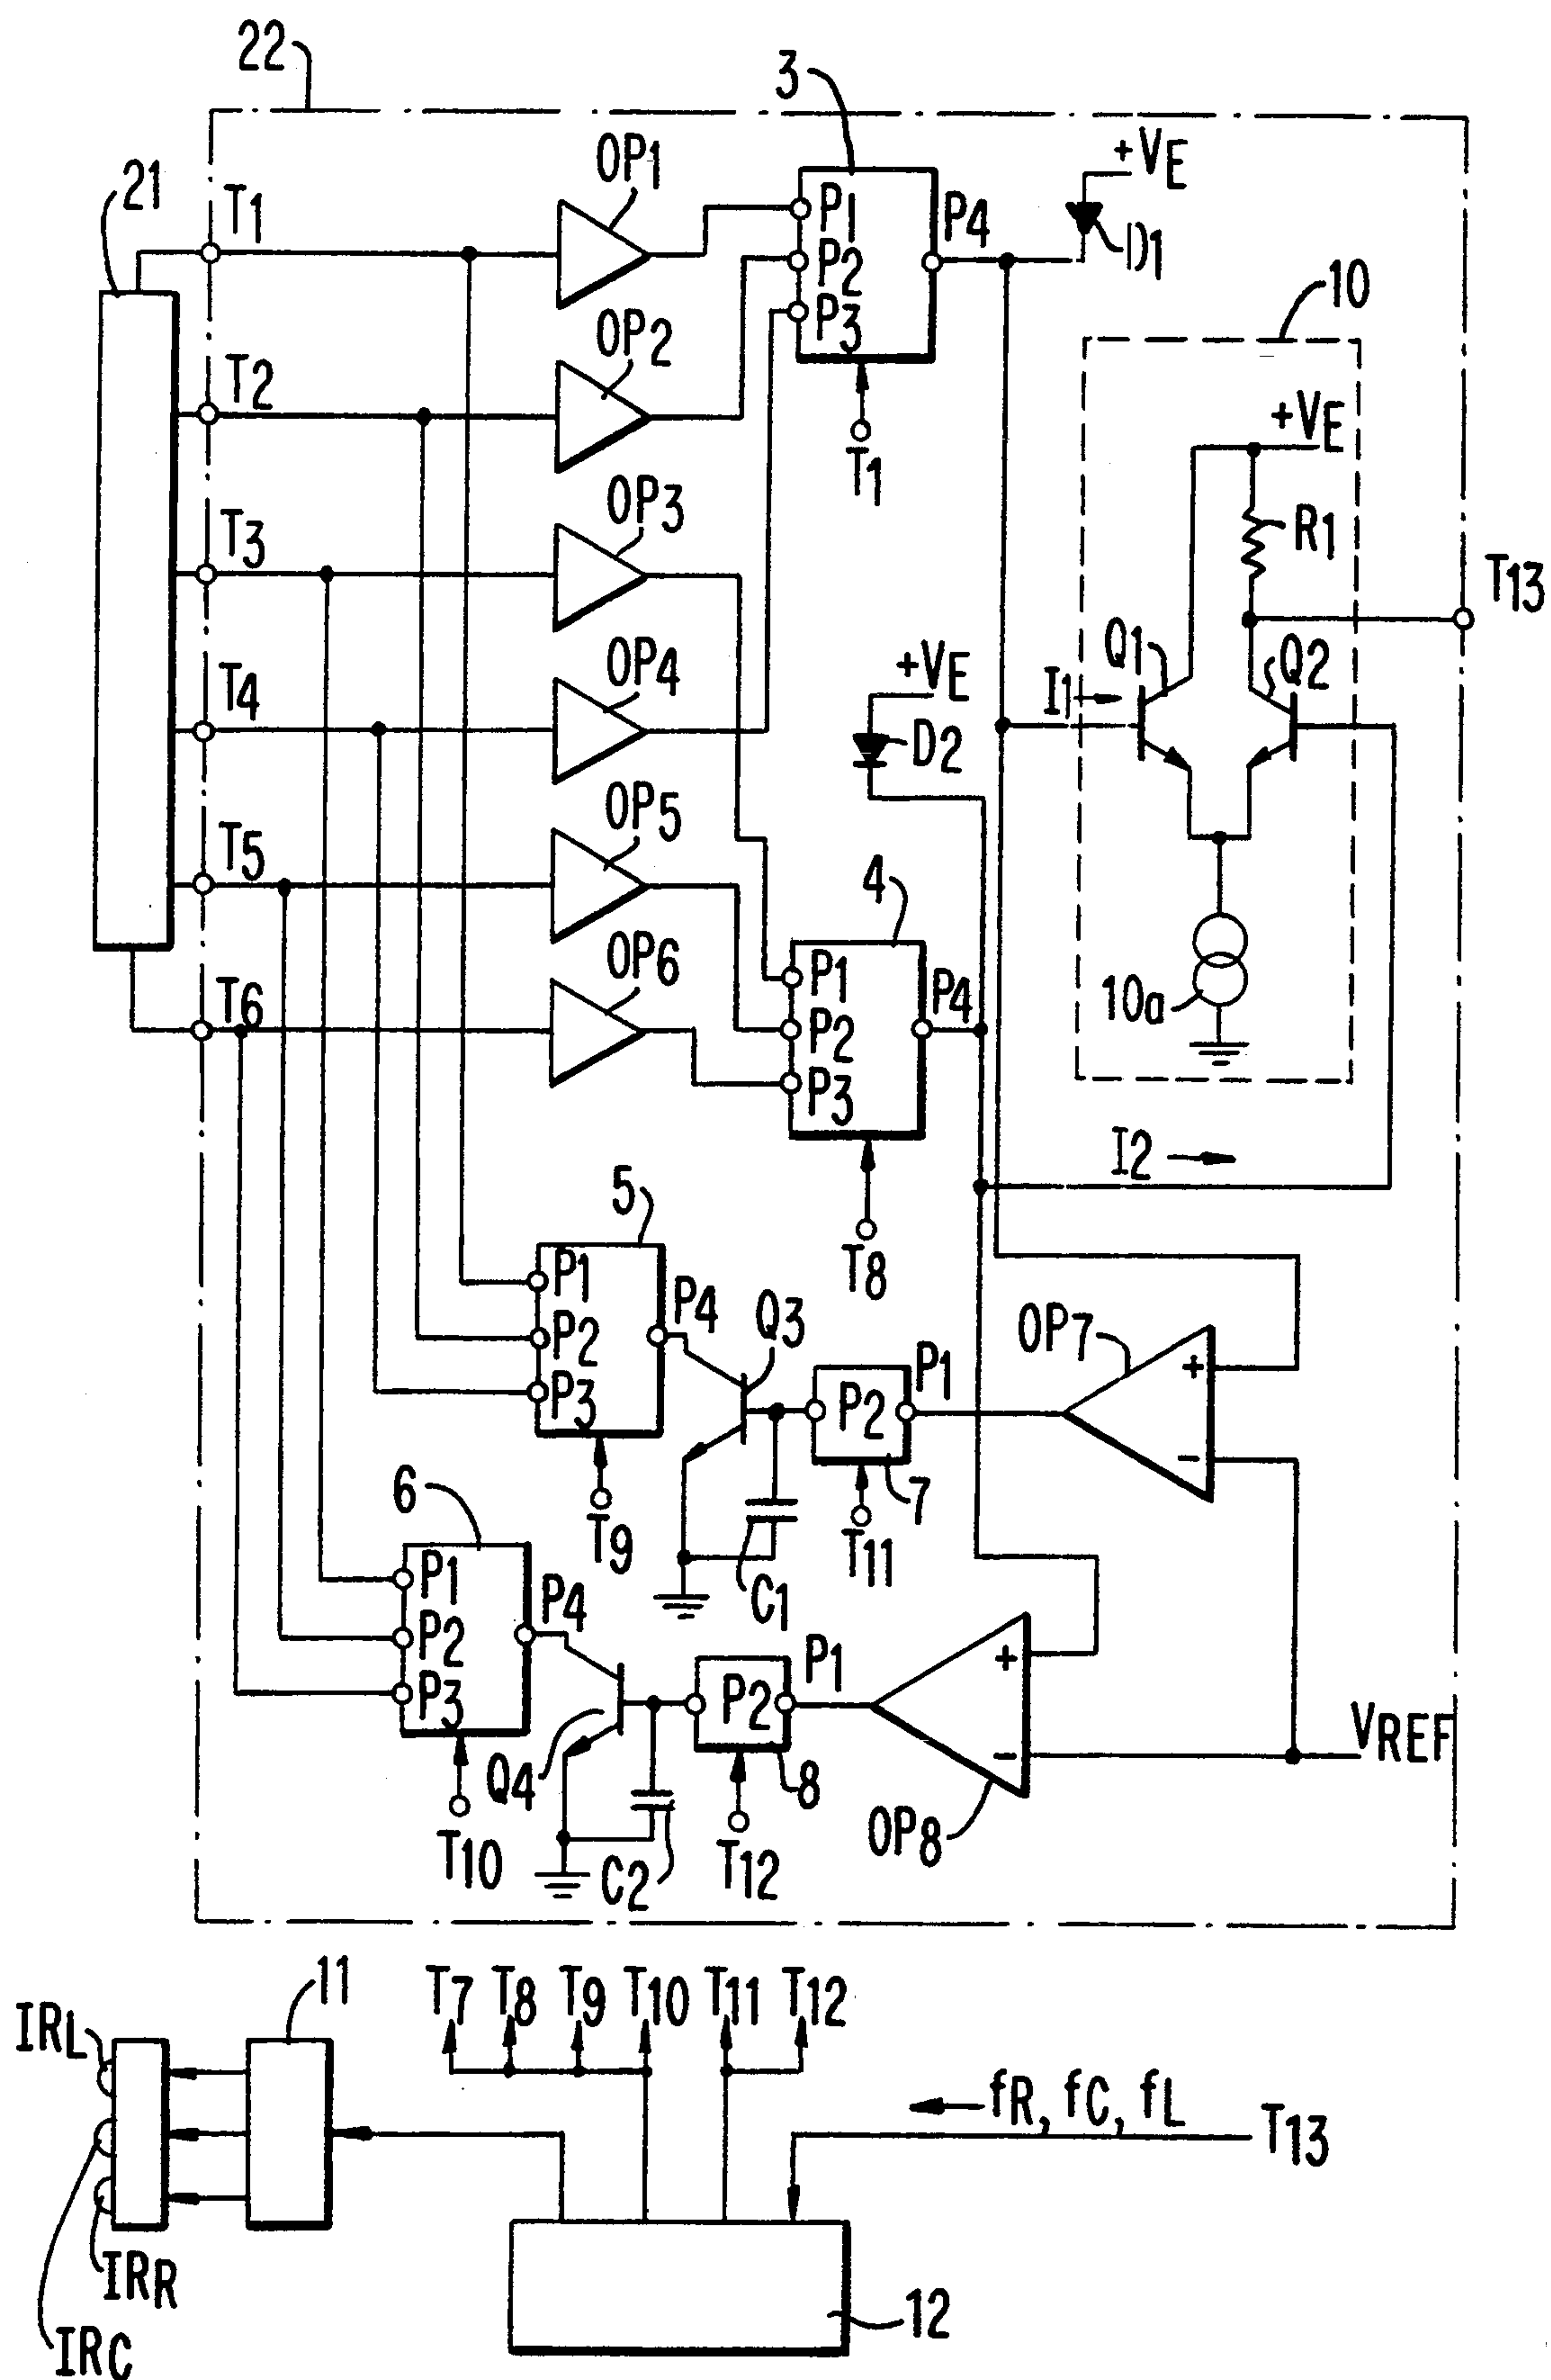 22
3
21
T1
OP1
P1
P2
P3
P4
+VE
D1
10
T2
OP2
T1
+VE
R1
T13
T3
OP3
T4
OP4
+VE
D2
I1
Q1
Q2
T5
OP5
4
T6
OP6
P1
P2
P3
P4
10a
I2
T8
5
P1
P2
P3
P4
Q3
P2
P1
OP7
+
-
7
T9
C1
T11
6
P1
P2
P3
P4
Q4
P2
P1
+
-
VREF
8
T10
C2
T12
OP8
11
T7
T8
T9
T10
T11
T12
IRL
fR, fC, fL
T13
IRR
IRC
12